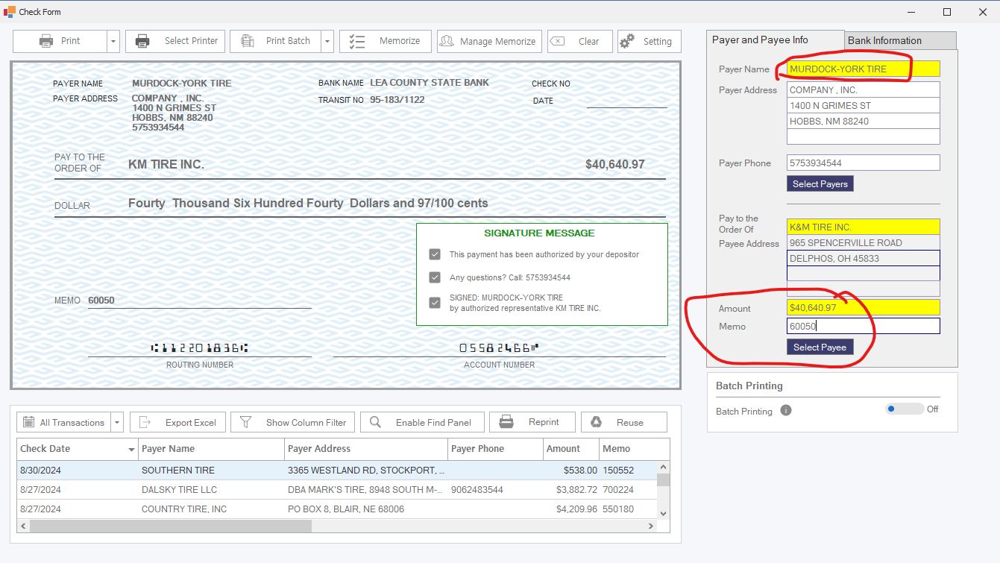 Check Form
Print
Select Printer
Print Batch
Memorize
Manage Memorize
Clear
Setting
PAYER NAME MURDOCK-YORK TIRE
BANK NAME LEA COUNTY STATE BANK
CHECK NO
PAYER ADDRESS COMPANY , INC.
1400 N GRIMES ST
HOBBS, NM 88240
5753934544
TRANSIT NO 95-183/1122
DATE
PAY TO THE
ORDER OF
KM TIRE INC.
$40,640.97
DOLLAR
Fourty Thousand Six Hundred Fourty Dollars and 97/100 cents
SIGNATURE MESSAGE
This payment has been authorized by your depositor
Any questions? Call: 5753934544
SIGNED: MURDOCK-YORK TIRE
by authorized representative KM TIRE INC.
MEMO 60050
⑆112201836⑆
05582466⑈
ROUTING NUMBER
ACCOUNT NUMBER
Payer and Payee Info
Bank Information
Payer Name MURDOCK-YORK TIRE
Payer Address COMPANY , INC.
1400 N GRIMES ST
HOBBS, NM 88240
Payer Phone 5753934544
Select Payers
Pay to the
Order Of
K&M TIRE INC.
Payee Address 965 SPENCERVILLE ROAD
DELPHOS, OH 45833
Amount $40,640.97
Memo 60050
Select Payee
Batch Printing
Batch Printing i Off
All Transactions
Export Excel
Show Column Filter
Enable Find Panel
Reprint
Reuse
Check Date Payer Name Payer Address Payer Phone Amount Memo
8/30/2024 SOUTHERN TIRE 3365 WESTLAND RD, STOCKPORT, ... $538.00 150552
8/27/2024 DALSKY TIRE LLC DBA MARK'S TIRE, 8948 SOUTH M-... 9062483544 $3,882.72 700224
8/27/2024 COUNTRY TIRE, INC PO BOX 8, BLAIR, NE 68006 $4,209.96 550180